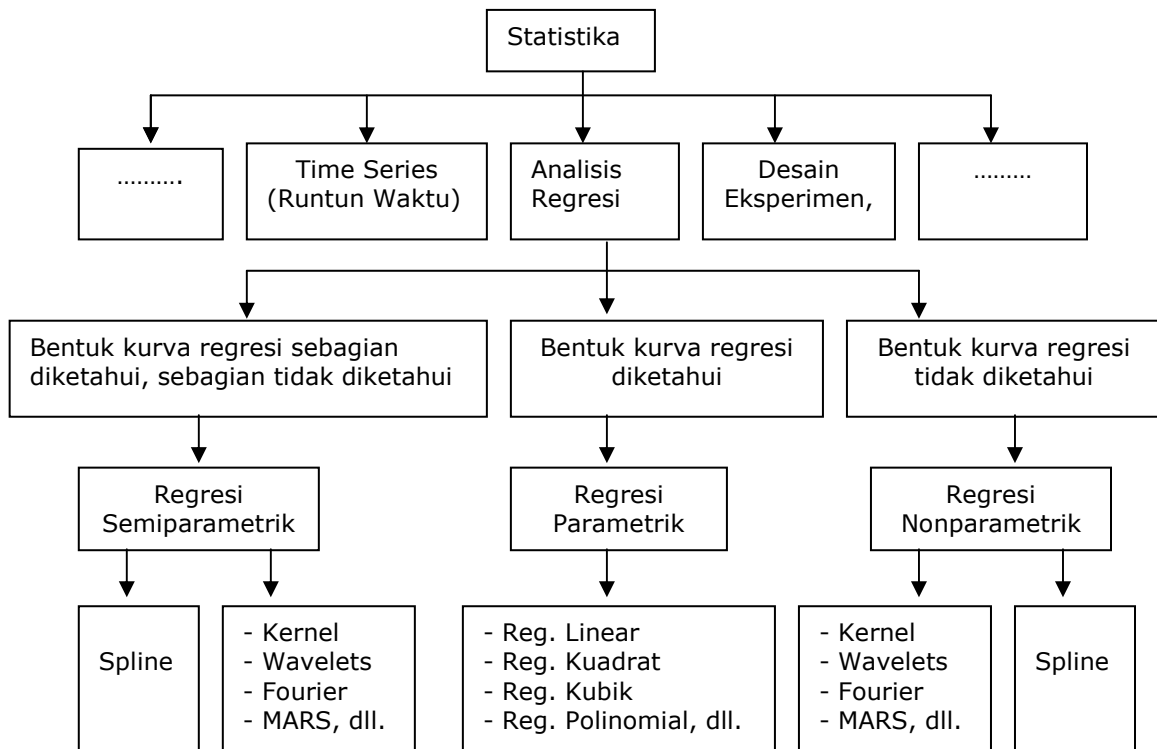 Statistika
……….
Time Series
(Runtun Waktu)
Analisis
Regresi
Desain
Eksperimen,
………
Bentuk kurva regresi sebagian
diketahui, sebagian tidak diketahui
Bentuk kurva regresi
diketahui
Bentuk kurva regresi
tidak diketahui
Regresi
Semiparametrik
Regresi
Parametrik
Regresi
Nonparametrik
Spline
- Kernel
- Wavelets
- Fourier
- MARS, dll.
- Reg. Linear
- Reg. Kuadrat
- Reg. Kubik
- Reg. Polinomial, dll.
- Kernel
- Wavelets
- Fourier
- MARS, dll.
Spline